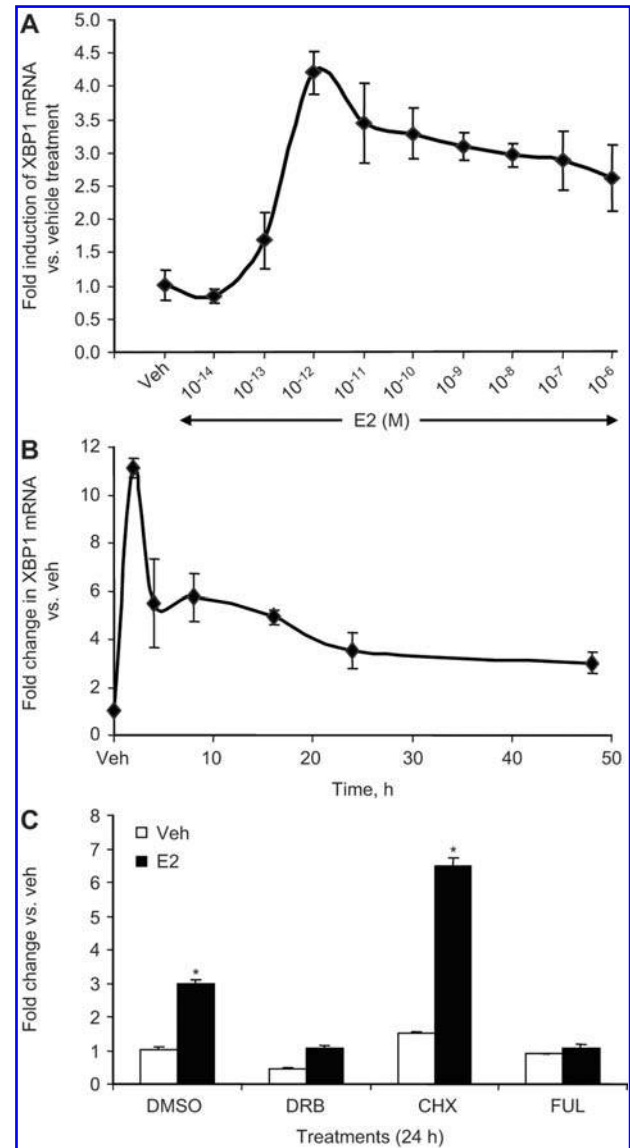 A
Fold induction of XBP1 mRNA
vs. vehicle treatment
5.0
4.5
4.0
3.5
3.0
2.5
2.0
1.5
1.0
0.5
0.0
Veh
10-14
10-13
10-12
10-11
10-10
10-9
10-8
10-7
10-6
E2 (M)
B
Fold change in XBP1 mRNA
vs. veh
12
10
8
6
4
2
0
Veh
10
20
30
40
50
Time, h
C
Fold change vs. veh
8
7
6
5
4
3
2
1
0
Veh
E2
*
*
DMSO
DRB
CHX
FUL
Treatments (24 h)